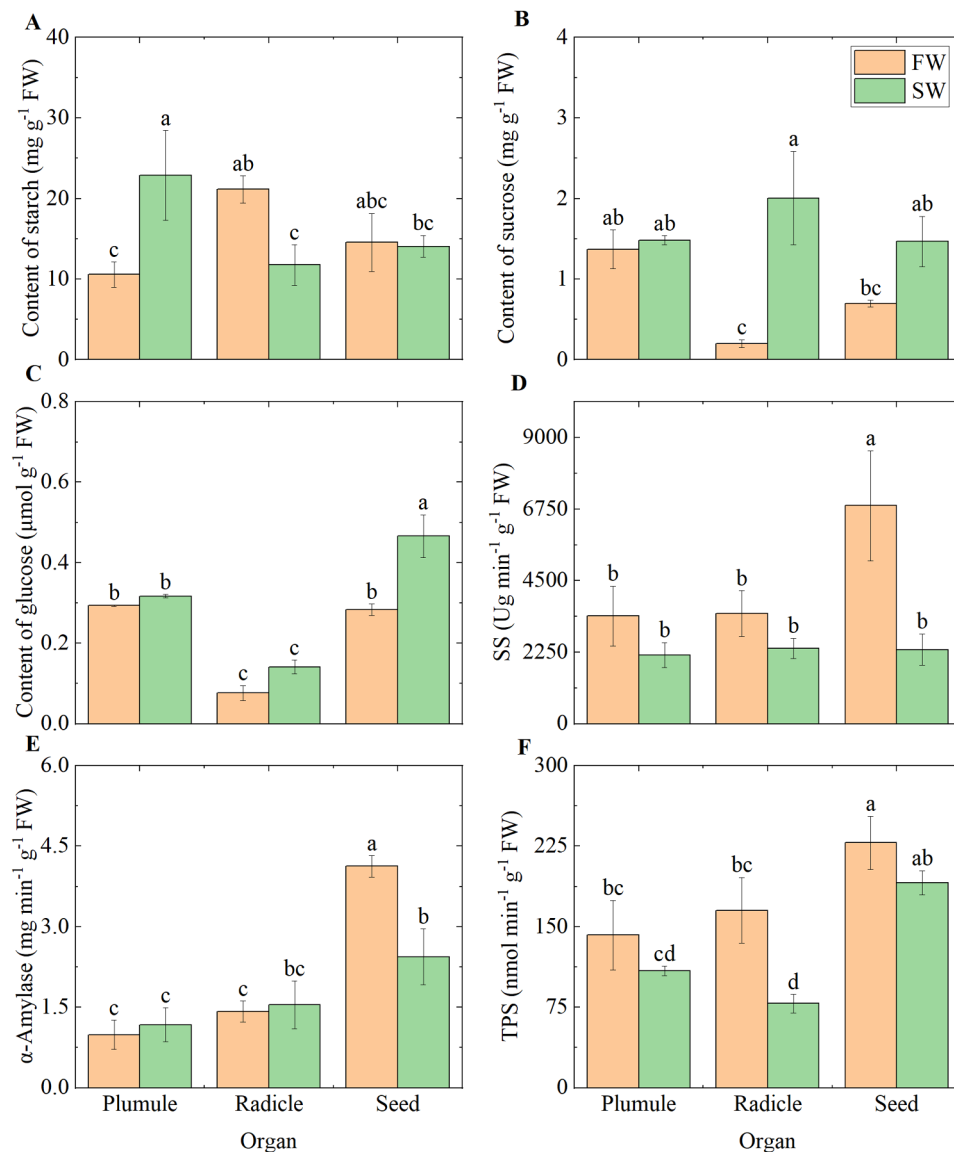 A
Content of starch (mg g⁻¹ FW)
40
30
20
10
0
c
a
ab
c
abc
bc
B
Content of sucrose (mg g⁻¹ FW)
4
3
2
1
0
FW
SW
ab
ab
c
a
bc
ab
C
Content of glucose (μmol g⁻¹ FW)
0.8
0.6
0.4
0.2
0.0
b
b
c
c
b
a
D
SS (Ug min⁻¹ g⁻¹ FW)
9000
6750
4500
2250
0
b
b
b
b
a
b
E
α-Amylase (mg min⁻¹ g⁻¹ FW)
6.0
4.5
3.0
1.5
0.0
c
c
c
bc
a
b
Plumule Radicle Seed
Organ
F
TPS (nmol min⁻¹ g⁻¹ FW)
300
225
150
75
0
bc
cd
bc
d
a
ab
Plumule Radicle Seed
Organ